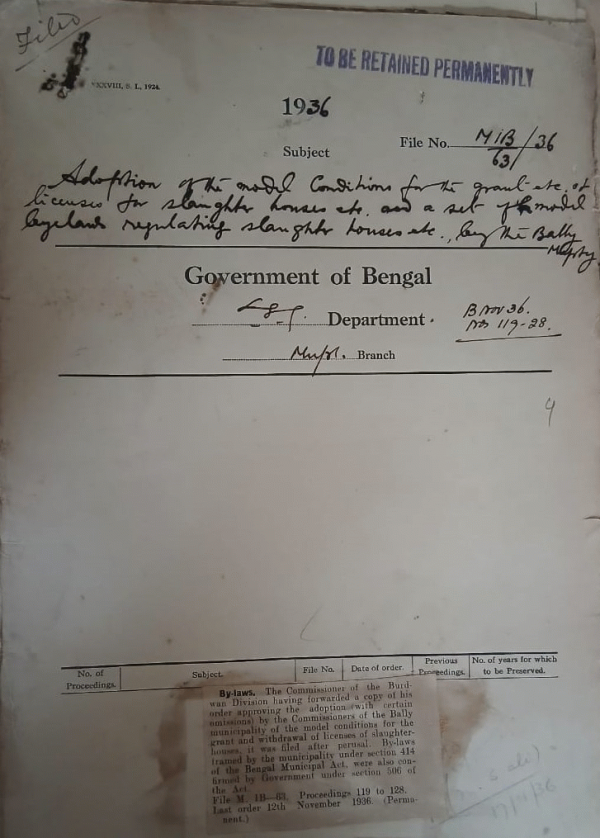 Filed
TO BE RETAINED PERMANENTLY
XXVIII, S. L., 1924.
1936
Subject
File No. M1B/36
63
Adoption of the model Conditions for the grant etc. of
licenses for slaughter houses etc. and a set of model
byelaws regulating slaughter houses etc., by the Bally
Mupty.
Government of Bengal
Department.
B Nov 36.
Nos 119-28.
Branch
No. of Proceedings.
Subject.
File No.
Date of order.
Previous Proceedings.
No. of years for which to be Preserved.
By-laws. The Commissioner of the Burd-
wan Division having forwarded a copy of his
order approving the adoption (with certain
omissions) by the Commissioners of the Bally
municipality of the model conditions for the
grant and withdrawal of licenses of slaughter-
houses, it was filed after perusal. By-laws
framed by the municipality under section 414
of the Bengal Municipal Act, were also con-
firmed by Government under section 506 of
the Act.
File M. 1B—63, Proceedings 119 to 128.
Last order 12th November 1936. (Perma-
nent.)